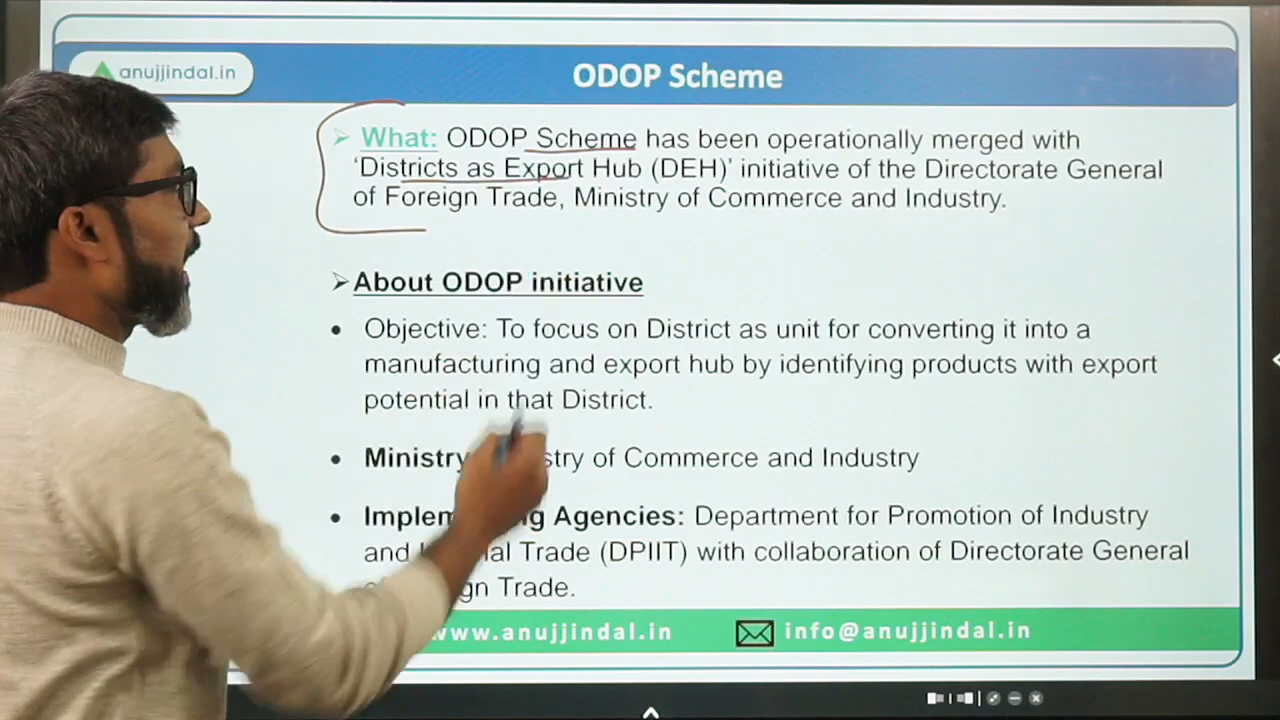 anujjindal.in
ODOP Scheme
What: ODOP Scheme has been operationally merged with
‘Districts as Export Hub (DEH)’ initiative of the Directorate General
of Foreign Trade, Ministry of Commerce and Industry.
About ODOP initiative
Objective: To focus on District as unit for converting it into a
manufacturing and export hub by identifying products with export
potential in that District.
Ministry of Commerce and Industry
Agencies: Department for Promotion of Industry
and Trade (DPIIT) with collaboration of Directorate General
Trade.
www.anujjindal.in info@anujjindal.in